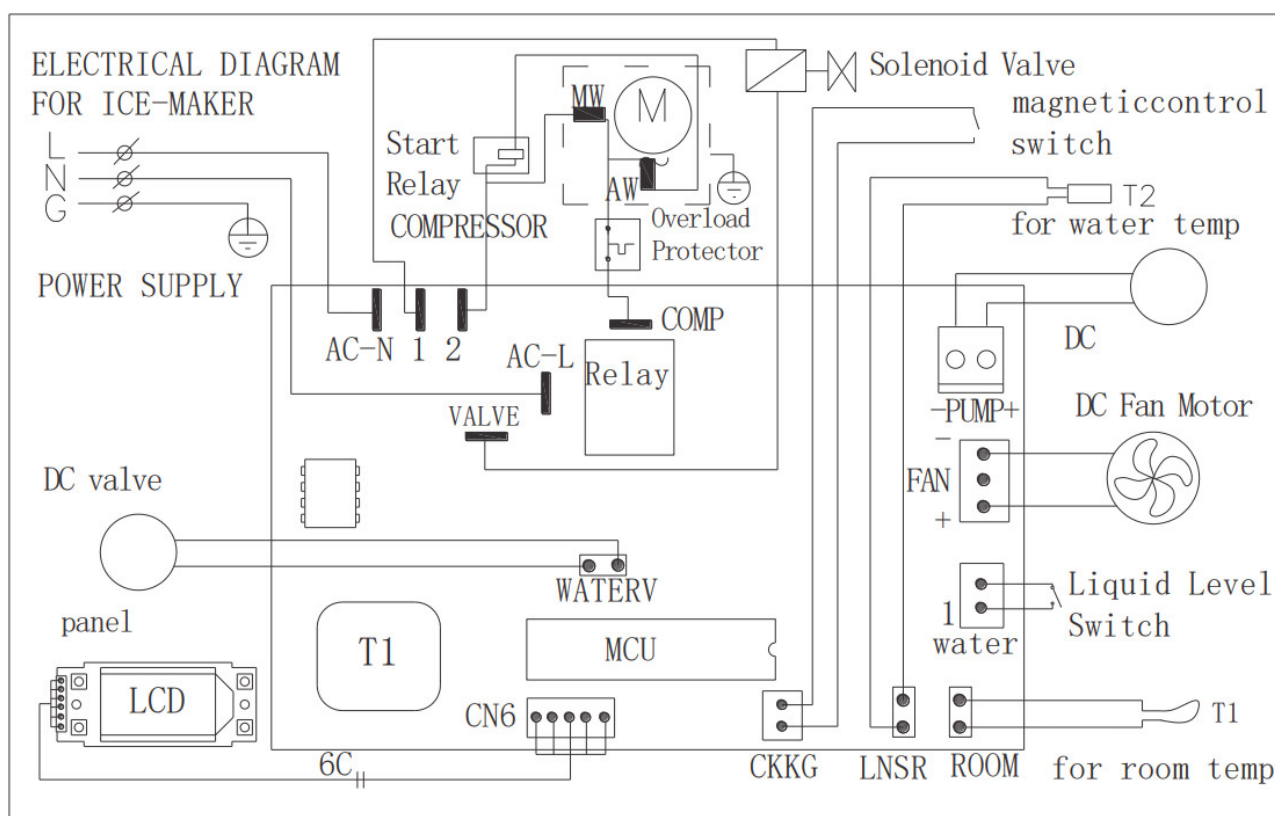 ELECTRICAL DIAGRAM
FOR ICE-MAKER
L
N
G
POWER SUPPLY
Start
Relay
COMPRESSOR
MW
M
AW
Overload
Protector
Solenoid Valve
magneticcontrol
switch
T2
for water temp
DC
AC-N 1 2
COMP
AC-L
Relay
VALVE
-PUMP+
DC Fan Motor
-
FAN
+
DC valve
WATERV
1
water
Liquid Level
Switch
panel
LCD
T1
MCU
CN6
6C
CKKG
LNSR
ROOM
T1
for room temp